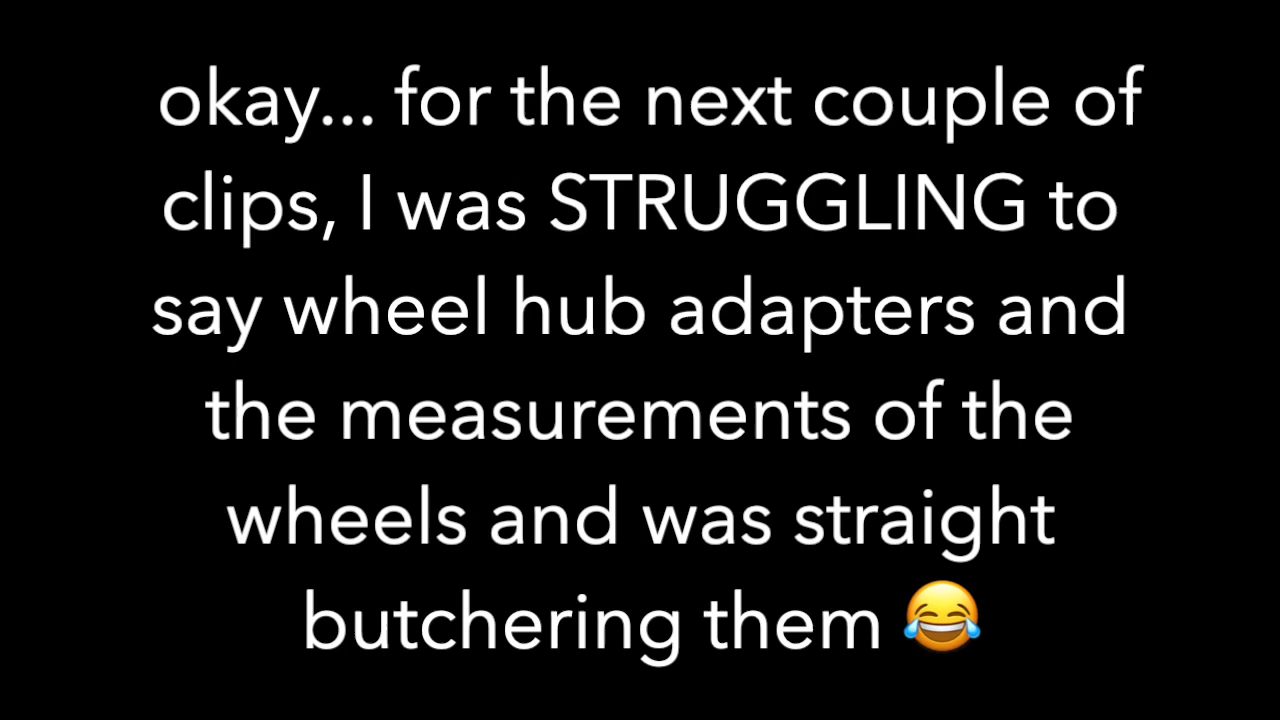 okay... for the next couple of
clips, I was STRUGGLING to
say wheel hub adapters and
the measurements of the
wheels and was straight
butchering them 😂